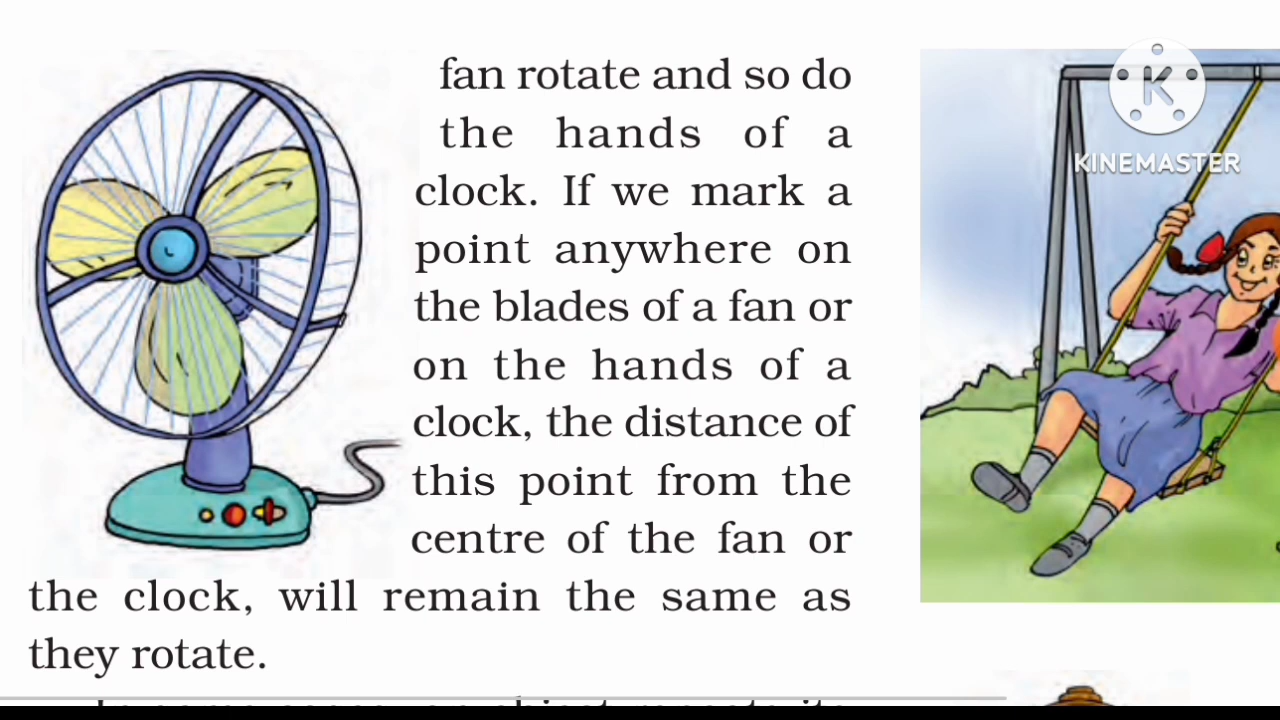 fan rotate and so do
the hands of a
clock. If we mark a
point anywhere on
the blades of a fan or
on the hands of a
clock, the distance of
this point from the
centre of the fan or
the clock, will remain the same as
they rotate.
KINEMASTER